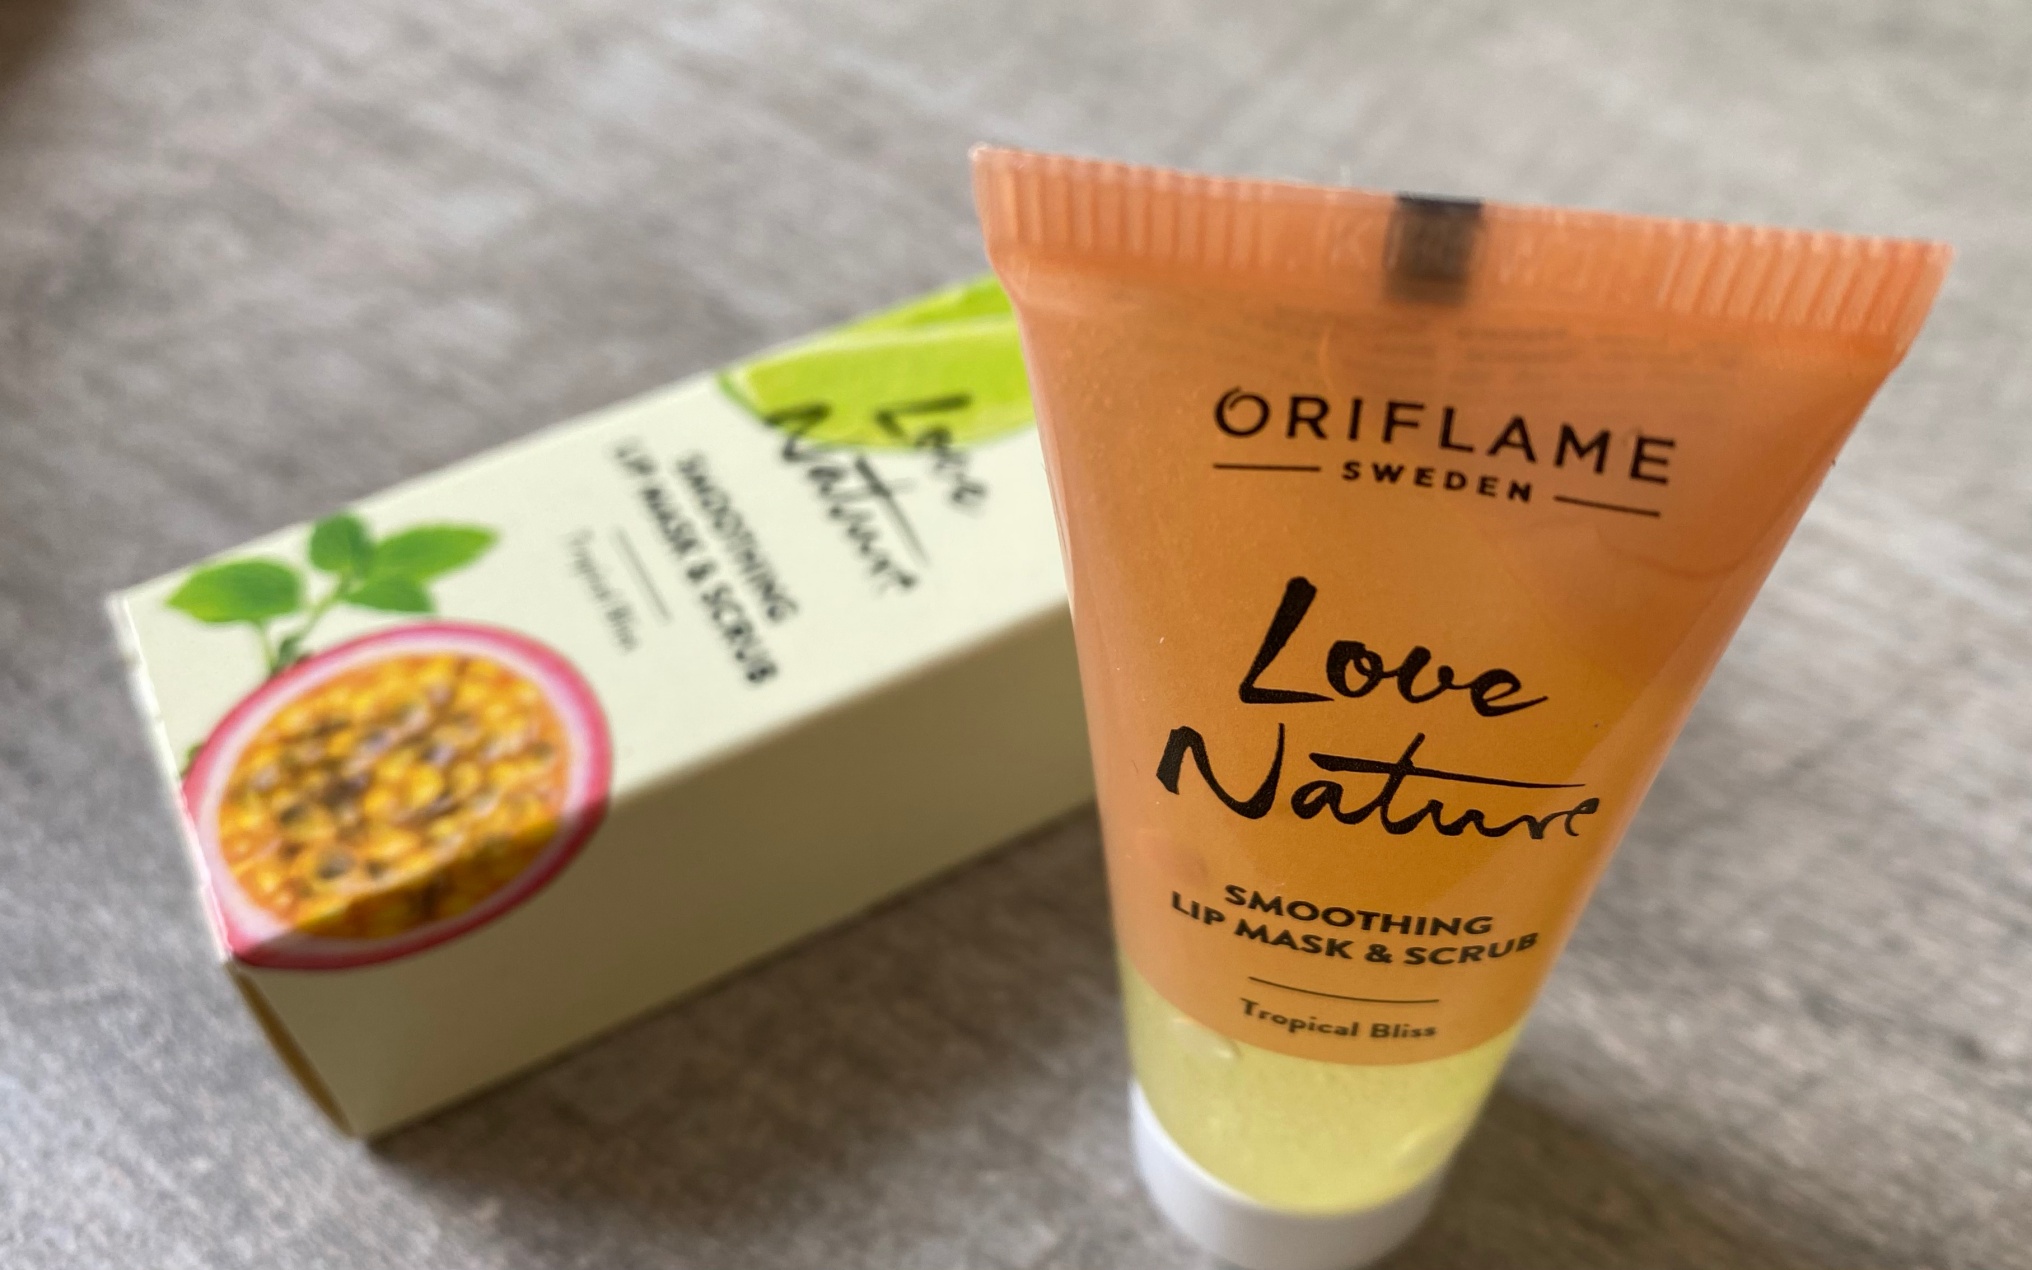 ORIFLAME
SWEDEN
Love
Nature
SMOOTHING
LIP MASK & SCRUB
Tropical Bliss
Love
Nature
SMOOTHING
LIP MASK & SCRUB
Tropical Bliss